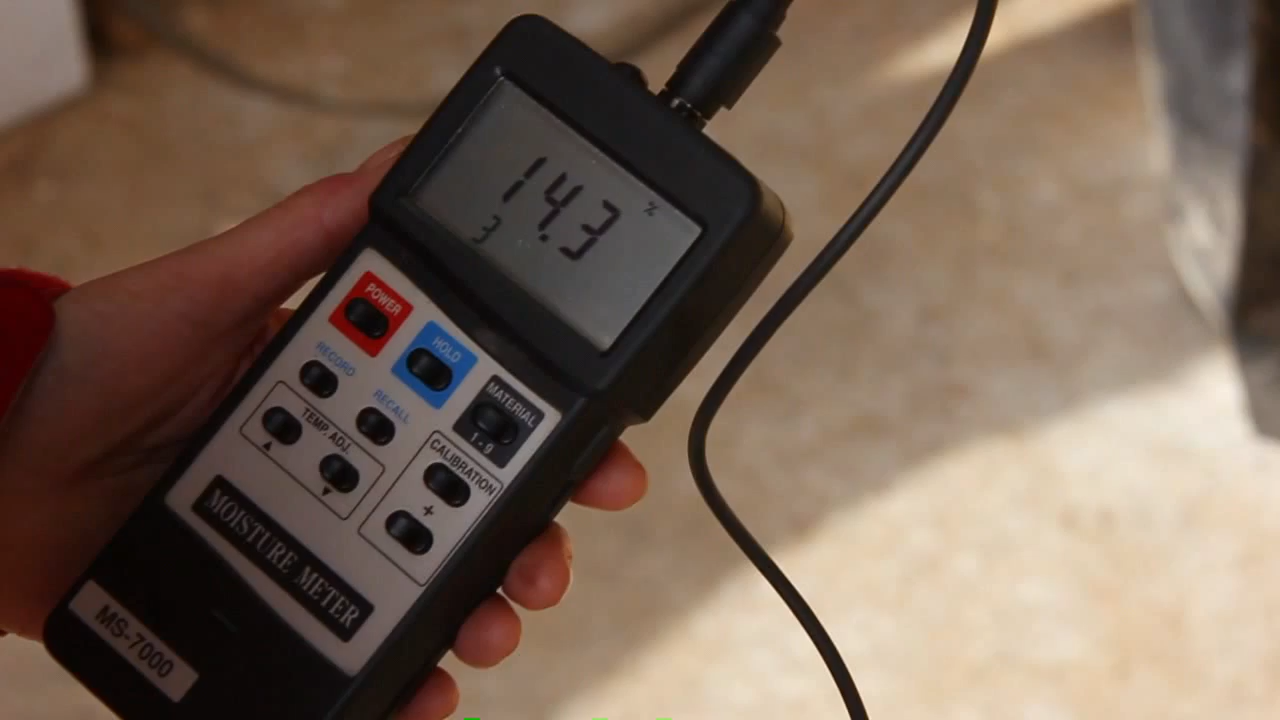 14.3 %
3
POWER
HOLD
RECORD
RECALL
MATERIAL
1-9
TEMP. ADJ.
CALIBRATION
+
MOISTURE METER
MS-7000